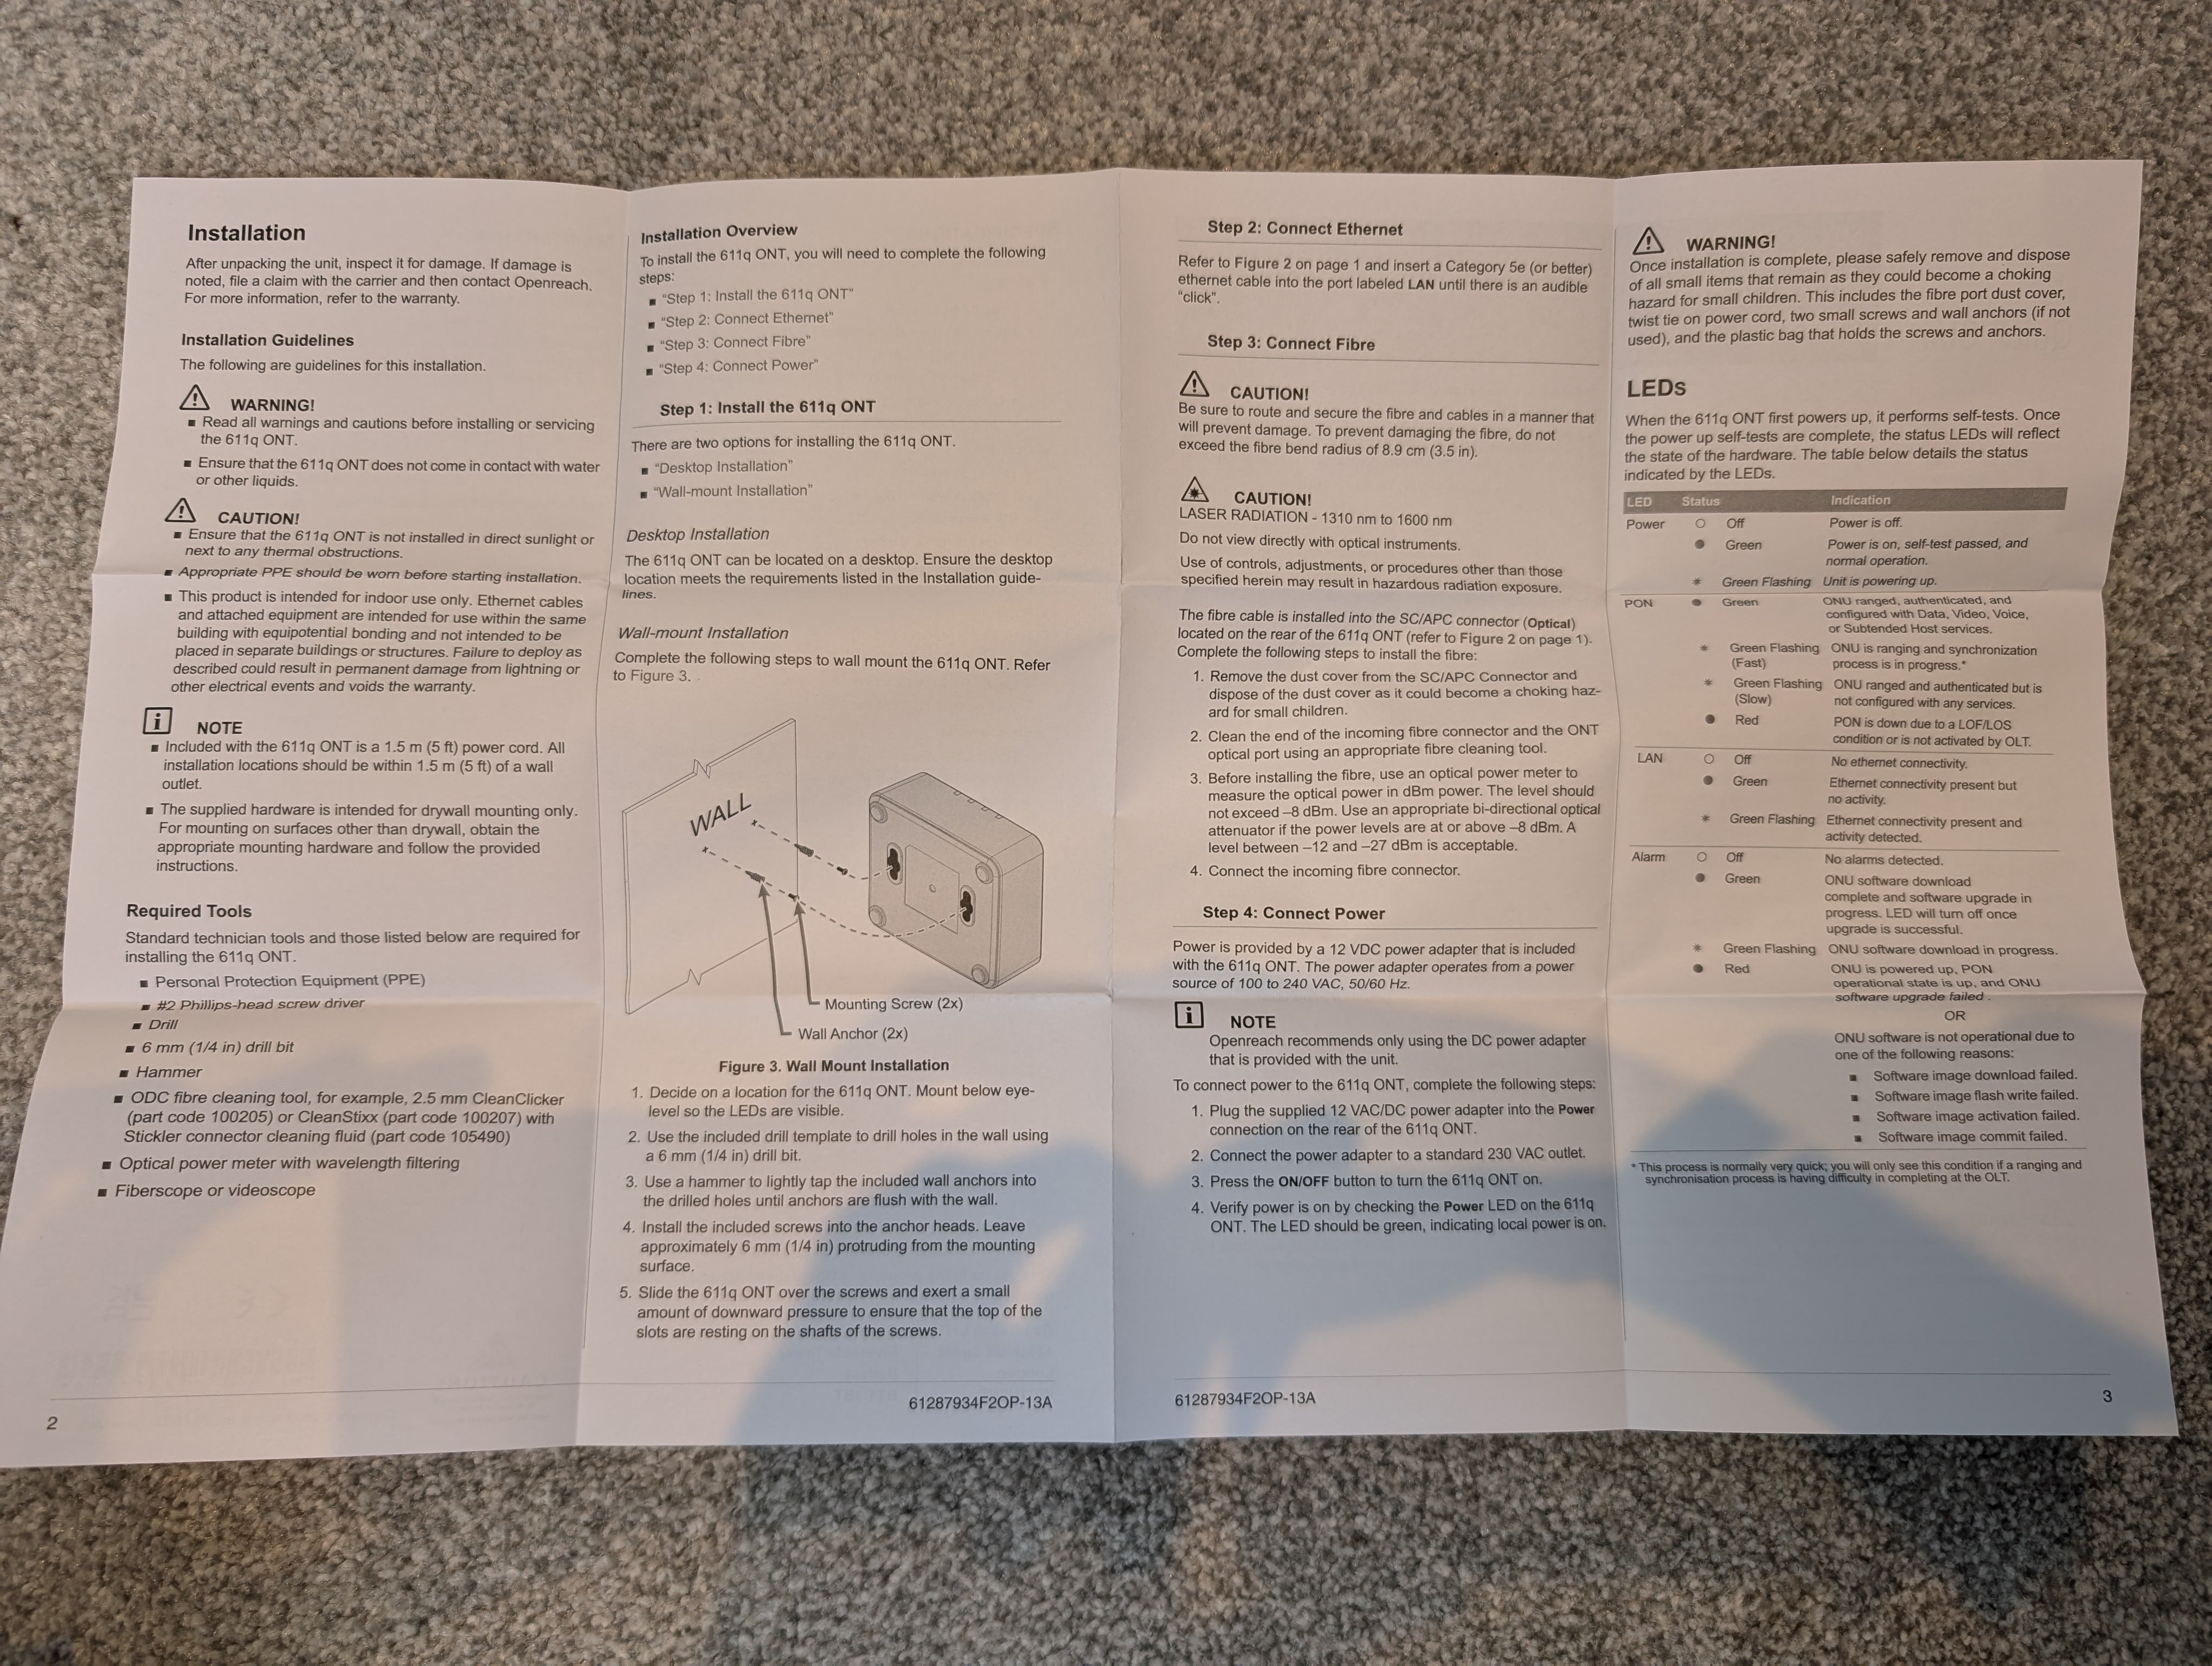 Installation
After unpacking the unit, inspect it for damage. If damage is
noted, file a claim with the carrier and then contact Openreach.
For more information, refer to the warranty.
Installation Guidelines
The following are guidelines for this installation.
WARNING!
▪ Read all warnings and cautions before installing or servicing
the 611q ONT.
▪ Ensure that the 611q ONT does not come in contact with water
or other liquids.
CAUTION!
▪ Ensure that the 611q ONT is not installed in direct sunlight or
next to any thermal obstructions.
▪ Appropriate PPE should be worn before starting installation.
▪ This product is intended for indoor use only. Ethernet cables
and attached equipment are intended for use within the same
building with equipotential bonding and not intended to be
placed in separate buildings or structures. Failure to deploy as
described could result in permanent damage from lightning or
other electrical events and voids the warranty.
NOTE
▪ Included with the 611q ONT is a 1.5 m (5 ft) power cord. All
installation locations should be within 1.5 m (5 ft) of a wall
outlet.
▪ The supplied hardware is intended for drywall mounting only.
For mounting on surfaces other than drywall, obtain the
appropriate mounting hardware and follow the provided
instructions.
Required Tools
Standard technician tools and those listed below are required for
installing the 611q ONT.
▪ Personal Protection Equipment (PPE)
▪ #2 Phillips-head screw driver
▪ Drill
▪ 6 mm (1/4 in) drill bit
▪ Hammer
▪ ODC fibre cleaning tool, for example, 2.5 mm CleanClicker
(part code 100205) or CleanStixx (part code 100207) with
Stickler connector cleaning fluid (part code 105490)
▪ Optical power meter with wavelength filtering
▪ Fiberscope or videoscope
2
Installation Overview
To install the 611q ONT, you will need to complete the following
steps:
▪ “Step 1: Install the 611q ONT”
▪ “Step 2: Connect Ethernet”
▪ “Step 3: Connect Fibre”
▪ “Step 4: Connect Power”
Step 1: Install the 611q ONT
There are two options for installing the 611q ONT.
▪ “Desktop Installation”
▪ “Wall-mount Installation”
Desktop Installation
The 611q ONT can be located on a desktop. Ensure the desktop
location meets the requirements listed in the Installation guide-
lines.
Wall-mount Installation
Complete the following steps to wall mount the 611q ONT. Refer
to Figure 3.
WALL
Mounting Screw (2x)
Wall Anchor (2x)
Figure 3. Wall Mount Installation
1. Decide on a location for the 611q ONT. Mount below eye-
level so the LEDs are visible.
2. Use the included drill template to drill holes in the wall using
a 6 mm (1/4 in) drill bit.
3. Use a hammer to lightly tap the included wall anchors into
the drilled holes until anchors are flush with the wall.
4. Install the included screws into the anchor heads. Leave
approximately 6 mm (1/4 in) protruding from the mounting
surface.
5. Slide the 611q ONT over the screws and exert a small
amount of downward pressure to ensure that the top of the
slots are resting on the shafts of the screws.
61287934F2OP-13A
Step 2: Connect Ethernet
Refer to Figure 2 on page 1 and insert a Category 5e (or better)
ethernet cable into the port labeled LAN until there is an audible
“click”.
Step 3: Connect Fibre
CAUTION!
Be sure to route and secure the fibre and cables in a manner that
will prevent damage. To prevent damaging the fibre, do not
exceed the fibre bend radius of 8.9 cm (3.5 in).
CAUTION!
LASER RADIATION - 1310 nm to 1600 nm
Do not view directly with optical instruments.
Use of controls, adjustments, or procedures other than those
specified herein may result in hazardous radiation exposure.
The fibre cable is installed into the SC/APC connector (Optical)
located on the rear of the 611q ONT (refer to Figure 2 on page 1).
Complete the following steps to install the fibre:
1. Remove the dust cover from the SC/APC Connector and
dispose of the dust cover as it could become a choking haz-
ard for small children.
2. Clean the end of the incoming fibre connector and the ONT
optical port using an appropriate fibre cleaning tool.
3. Before installing the fibre, use an optical power meter to
measure the optical power in dBm power. The level should
not exceed –8 dBm. Use an appropriate bi-directional optical
attenuator if the power levels are at or above –8 dBm. A
level between –12 and –27 dBm is acceptable.
4. Connect the incoming fibre connector.
Step 4: Connect Power
Power is provided by a 12 VDC power adapter that is included
with the 611q ONT. The power adapter operates from a power
source of 100 to 240 VAC, 50/60 Hz.
NOTE
Openreach recommends only using the DC power adapter
that is provided with the unit.
To connect power to the 611q ONT, complete the following steps:
1. Plug the supplied 12 VAC/DC power adapter into the Power
connection on the rear of the 611q ONT.
2. Connect the power adapter to a standard 230 VAC outlet.
3. Press the ON/OFF button to turn the 611q ONT on.
4. Verify power is on by checking the Power LED on the 611q
ONT. The LED should be green, indicating local power is on.
61287934F2OP-13A
WARNING!
Once installation is complete, please safely remove and dispose
of all small items that remain as they could become a choking
hazard for small children. This includes the fibre port dust cover,
twist tie on power cord, two small screws and wall anchors (if not
used), and the plastic bag that holds the screws and anchors.
LEDs
When the 611q ONT first powers up, it performs self-tests. Once
the power up self-tests are complete, the status LEDs will reflect
the state of the hardware. The table below details the status
indicated by the LEDs.
LED Status Indication
Power ○ Off Power is off.
● Green Power is on, self-test passed, and
normal operation.
✶ Green Flashing Unit is powering up.
PON ● Green ONU ranged, authenticated, and
configured with Data, Video, Voice,
or Subtended Host services.
✶ Green Flashing ONU is ranging and synchronization
(Fast) process is in progress.*
✶ Green Flashing ONU ranged and authenticated but is
(Slow) not configured with any services.
● Red PON is down due to a LOF/LOS
condition or is not activated by OLT.
LAN ○ Off No ethernet connectivity.
● Green Ethernet connectivity present but
no activity.
✶ Green Flashing Ethernet connectivity present and
activity detected.
Alarm ○ Off No alarms detected.
● Green ONU software download
complete and software upgrade in
progress. LED will turn off once
upgrade is successful.
✶ Green Flashing ONU software download in progress.
● Red ONU is powered up, PON
operational state is up, and ONU
software upgrade failed .
OR
ONU software is not operational due to
one of the following reasons:
▪ Software image download failed.
▪ Software image flash write failed.
▪ Software image activation failed.
▪ Software image commit failed.
* This process is normally very quick; you will only see this condition if a ranging and
synchronisation process is having difficulty in completing at the OLT.
3